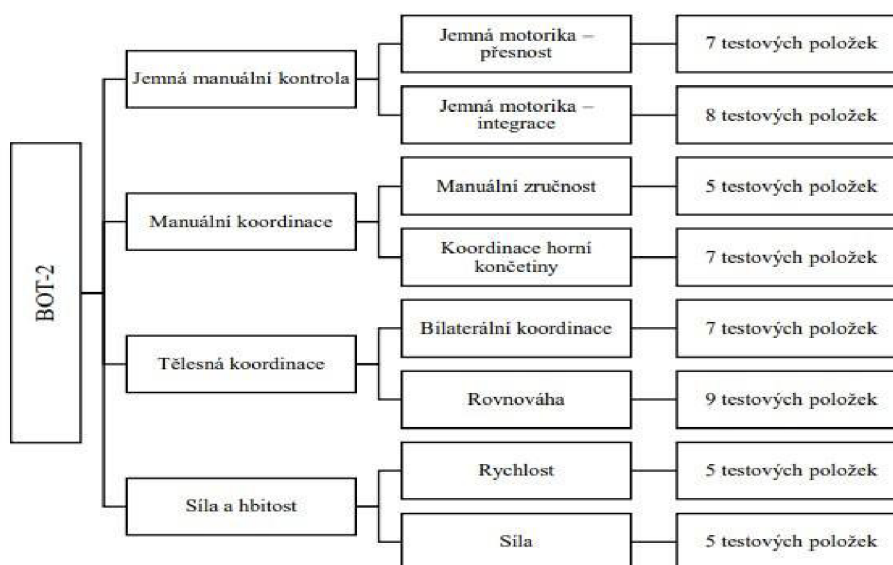 BOT-2
Jemná manuální kontrola
Jemná motorika –
přesnost
7 testových položek
Jemná motorika –
integrace
8 testových položek
Manuální koordinace
Manuální zručnost
5 testových položek
Koordinace horní
končetiny
7 testových položek
Tělesná koordinace
Bilaterální koordinace
7 testových položek
Rovnováha
9 testových položek
Síla a hbitost
Rychlost
5 testových položek
Síla
5 testových položek